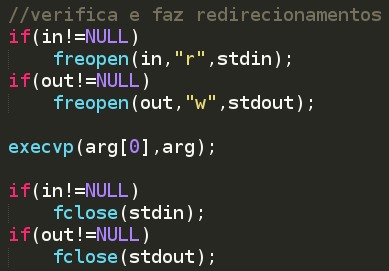 //verifica e faz redirecionamentos
if(in!=NULL)
    freopen(in,"r",stdin);
if(out!=NULL)
    freopen(out,"w",stdout);

execvp(arg[0],arg);

if(in!=NULL)
    fclose(stdin);
if(out!=NULL)
    fclose(stdout);